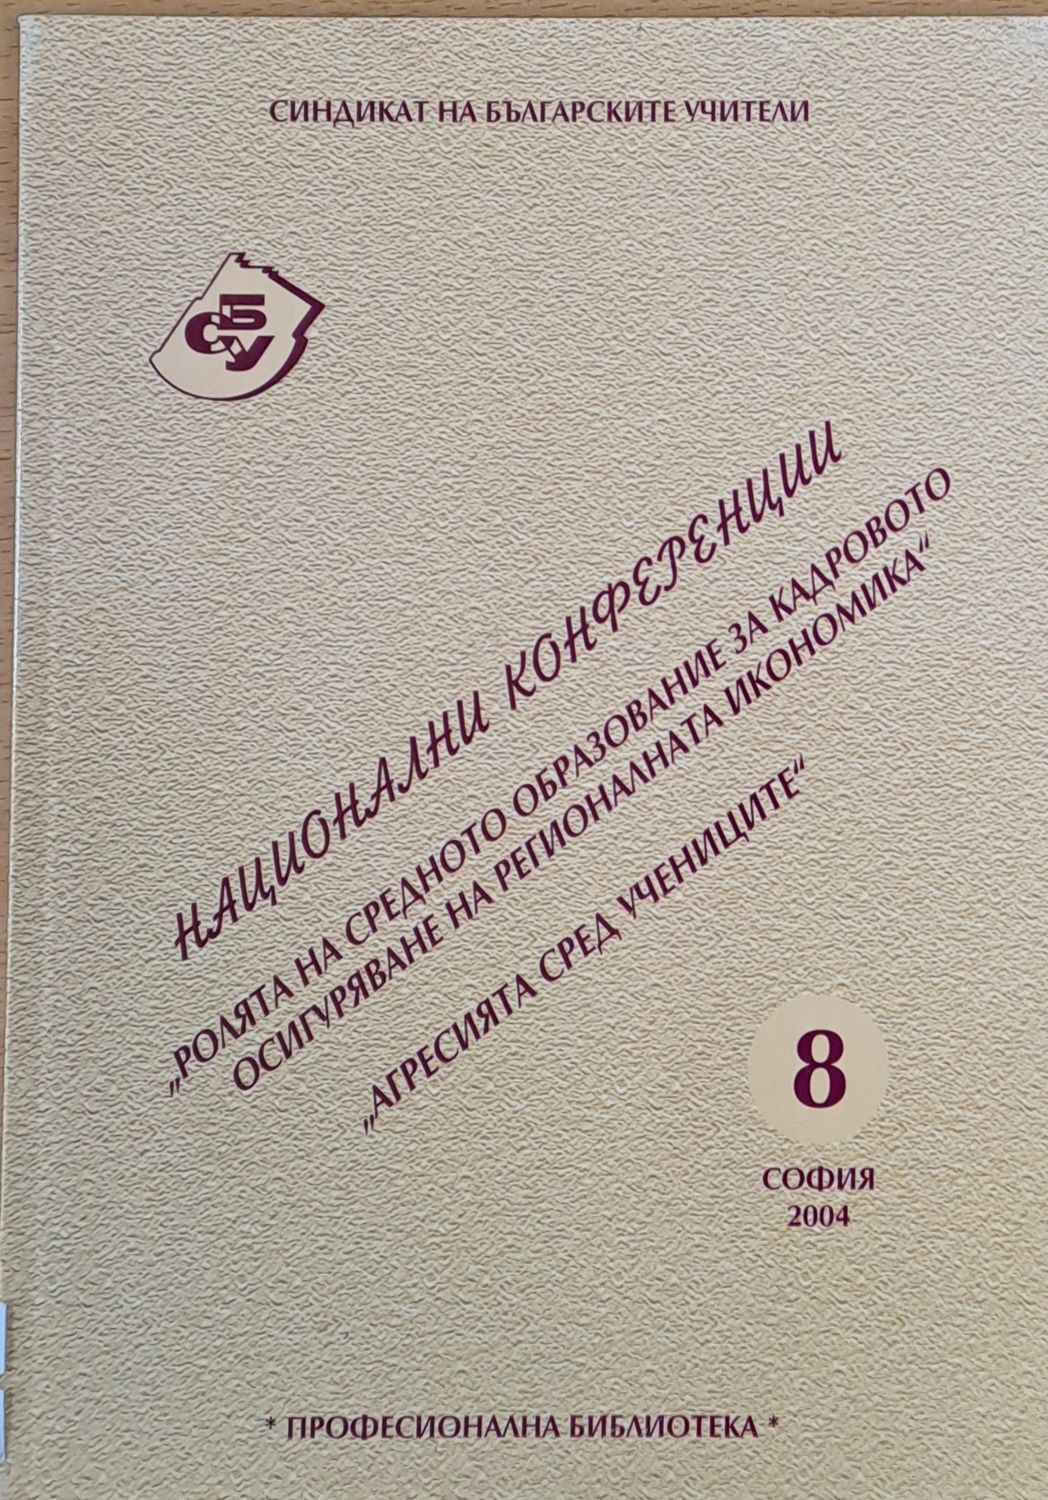 СИНДИКАТ НА БЪЛГАРСКИТЕ УЧИТЕЛИ
СБУ
НАЦИОНАЛНИ КОНФЕРЕНЦИИ
„РОЛЯТА НА СРЕДНОТО ОБРАЗОВАНИЕ ЗА КАДРОВОТО
ОСИГУРЯВАНЕ НА РЕГИОНАЛНАТА ИКОНОМИКА“
„АГРЕСИЯТА СРЕД УЧЕНИЦИТЕ“
8
СОФИЯ
2004
* ПРОФЕСИОНАЛНА БИБЛИОТЕКА *